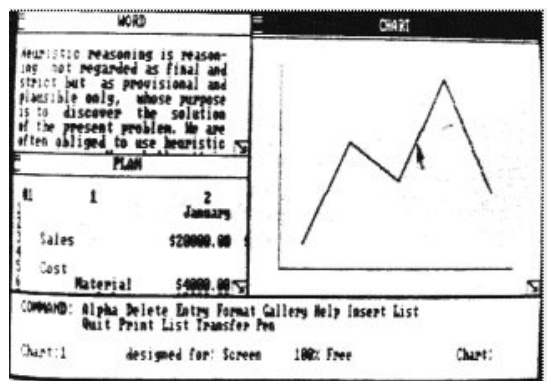 WORD
Heuristic reasoning is reason-
ing not regarded as final and
strict but as provisional and
plausible only, whose purpose
is to discover the solution
of the present problem. We are
often obliged to use heuristic
CHART
PLAN
#1 1 2
January
Sales $20000.00
Cost
Material $4000.00
COMMAND: Alpha Delete Entry Format Gallery Help Insert List
Quit Print List Transfer Pen
Chart:1 designed for: Screen 100% Free Chart: